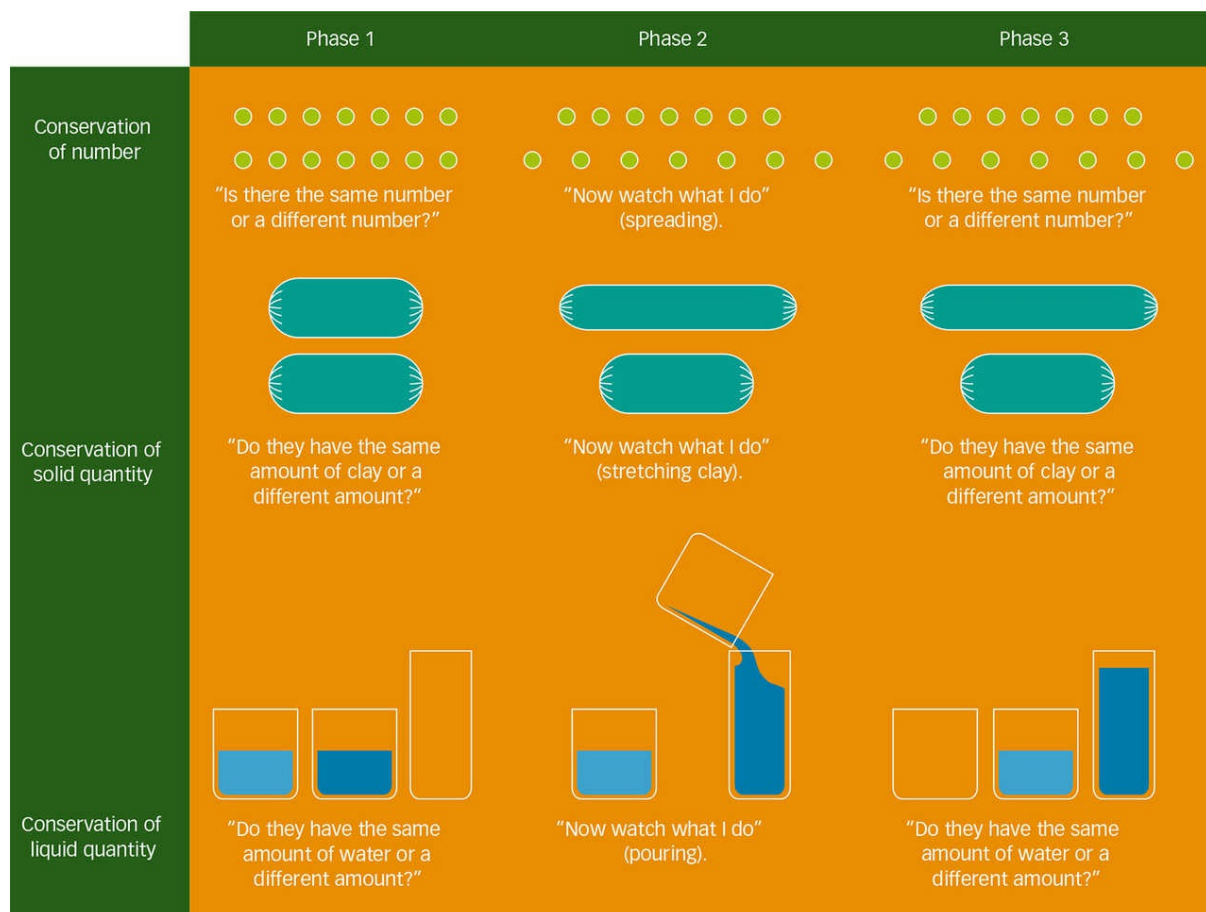 Phase 1
Phase 2
Phase 3
Conservation
of number
“Is there the same number
or a different number?”
“Now watch what I do”
(spreading).
“Is there the same number
or a different number?”
Conservation of
solid quantity
“Do they have the same
amount of clay or a
different amount?”
“Now watch what I do”
(stretching clay).
“Do they have the same
amount of clay or a
different amount?”
Conservation of
liquid quantity
“Do they have the same
amount of water or a
different amount?”
“Now watch what I do”
(pouring).
“Do they have the same
amount of water or a
different amount?”